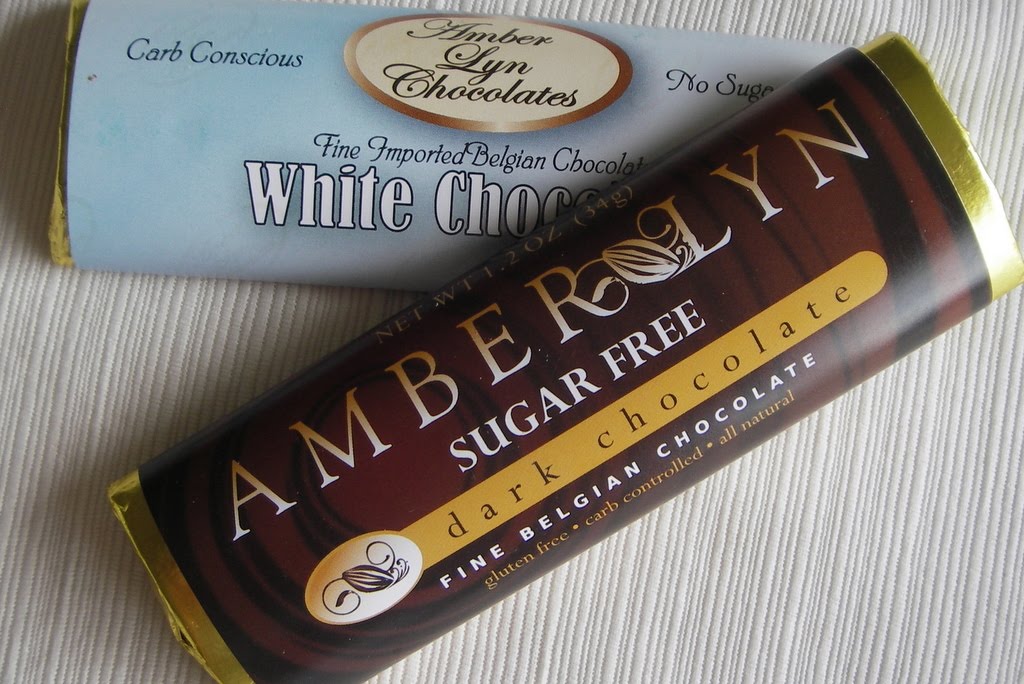 Carb Conscious
Amber
Lyn
Chocolates
No Suga
Fine Imported Belgian Chocolat
White Choco
NET WT 1.2 OZ (34g)
AMBER LYN
SUGAR FREE
dark chocolate
FINE BELGIAN CHOCOLATE
gluten free • carb controlled • all natural